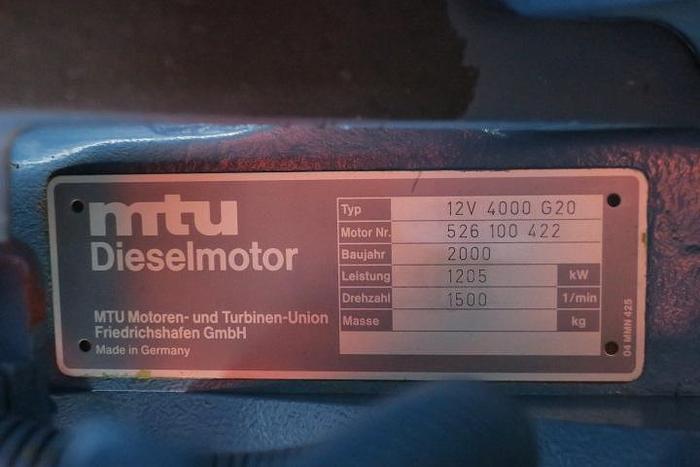 mtu
Dieselmotor
MTU Motoren- und Turbinen-Union
Friedrichshafen GmbH
Made in Germany
Typ 12V 4000 G20
Motor Nr. 526 100 422
Baujahr 2000
Leistung 1205 kW
Drehzahl 1500 1/min
Masse kg
04 MMN 425